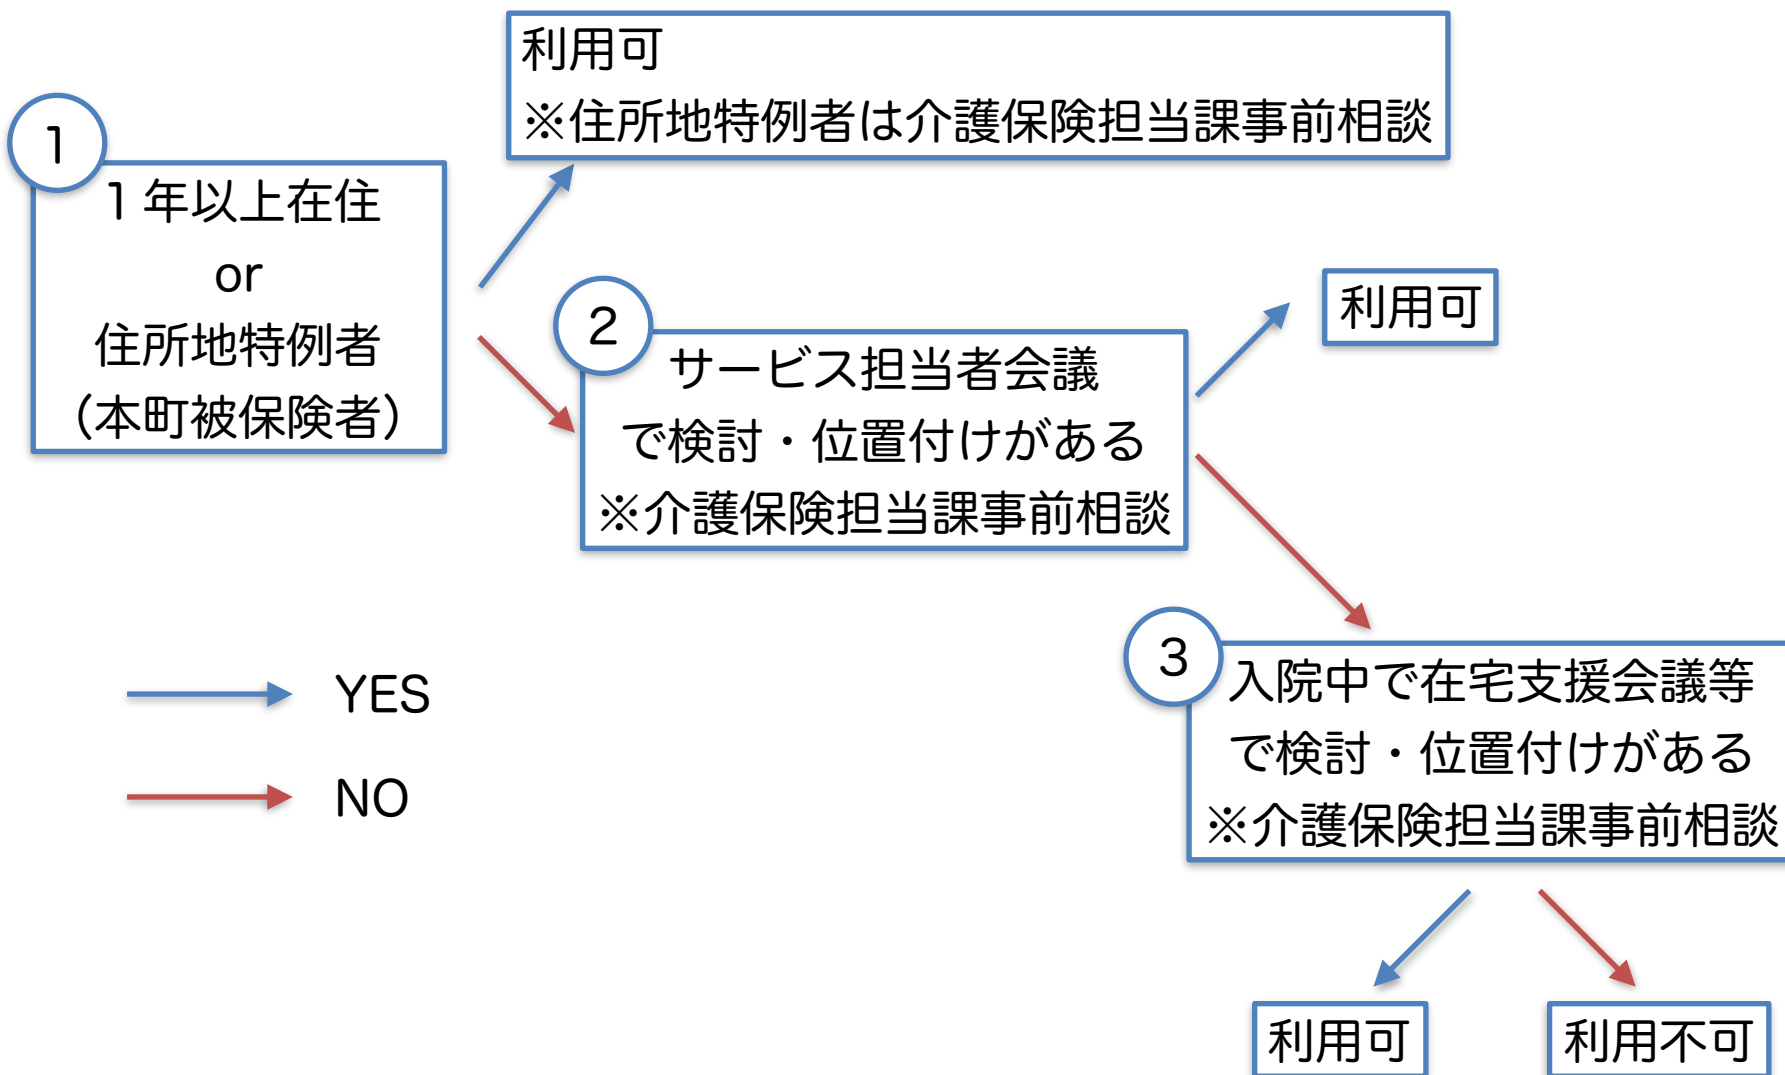 利用可
※住所地特例者は介護保険担当課事前相談
1
１年以上在住
or
住所地特例者
（本町被保険者）
2
サービス担当者会議
で検討・位置付けがある
※介護保険担当課事前相談
利用可
3
入院中で在宅支援会議等
で検討・位置付けがある
※介護保険担当課事前相談
YES
NO
利用可
利用不可